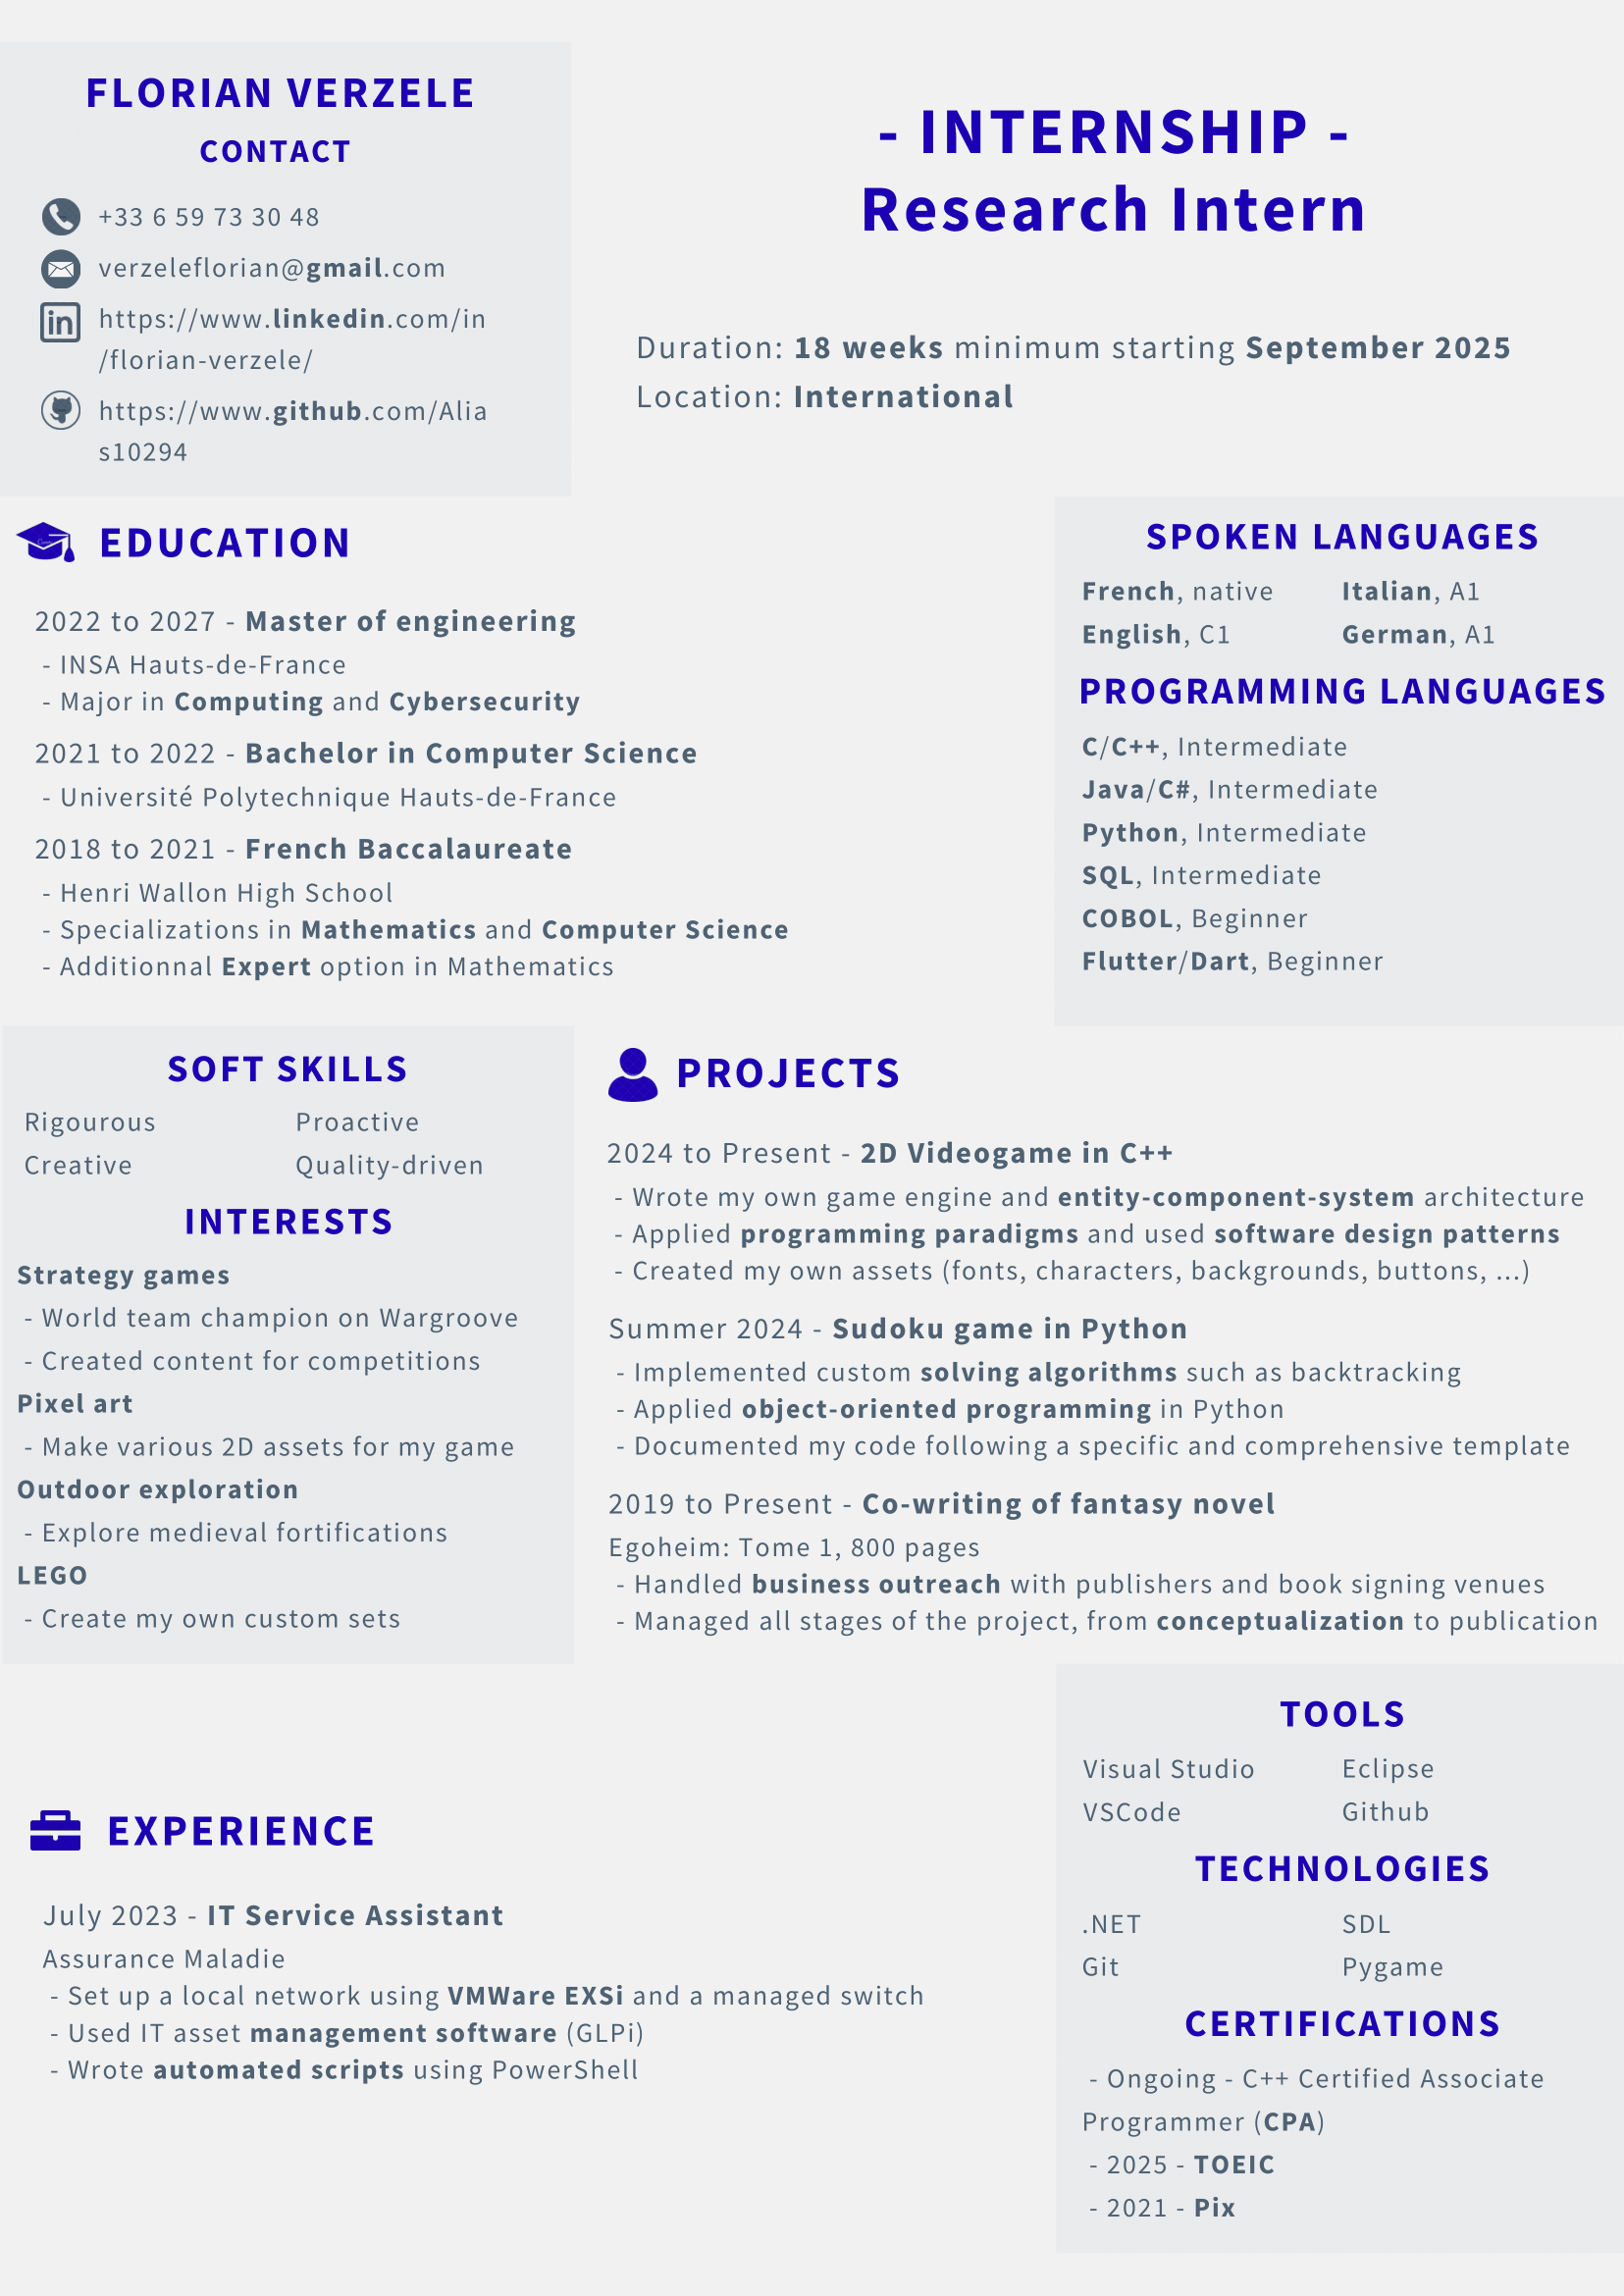 FLORIAN VERZELE
CONTACT
+33 6 59 73 30 48
verzeleflorian@gmail.com
https://www.linkedin.com/in
/florian-verzele/
https://www.github.com/Alia
s10294
- INTERNSHIP -
Research Intern
Duration: 18 weeks minimum starting September 2025
Location: International
EDUCATION
2022 to 2027 - Master of engineering
- INSA Hauts-de-France
- Major in Computing and Cybersecurity
2021 to 2022 - Bachelor in Computer Science
- Université Polytechnique Hauts-de-France
2018 to 2021 - French Baccalaureate
- Henri Wallon High School
- Specializations in Mathematics and Computer Science
- Additionnal Expert option in Mathematics
SPOKEN LANGUAGES
French, native Italian, A1
English, C1 German, A1
PROGRAMMING LANGUAGES
C/C++, Intermediate
Java/C#, Intermediate
Python, Intermediate
SQL, Intermediate
COBOL, Beginner
Flutter/Dart, Beginner
SOFT SKILLS
Rigourous Proactive
Creative Quality-driven
INTERESTS
Strategy games
- World team champion on Wargroove
- Created content for competitions
Pixel art
- Make various 2D assets for my game
Outdoor exploration
- Explore medieval fortifications
LEGO
- Create my own custom sets
PROJECTS
2024 to Present - 2D Videogame in C++
- Wrote my own game engine and entity-component-system architecture
- Applied programming paradigms and used software design patterns
- Created my own assets (fonts, characters, backgrounds, buttons, ...)
Summer 2024 - Sudoku game in Python
- Implemented custom solving algorithms such as backtracking
- Applied object-oriented programming in Python
- Documented my code following a specific and comprehensive template
2019 to Present - Co-writing of fantasy novel
Egoheim: Tome 1, 800 pages
- Handled business outreach with publishers and book signing venues
- Managed all stages of the project, from conceptualization to publication
EXPERIENCE
July 2023 - IT Service Assistant
Assurance Maladie
- Set up a local network using VMWare EXSi and a managed switch
- Used IT asset management software (GLPi)
- Wrote automated scripts using PowerShell
TOOLS
Visual Studio Eclipse
VSCode Github
TECHNOLOGIES
.NET SDL
Git Pygame
CERTIFICATIONS
- Ongoing - C++ Certified Associate
Programmer (CPA)
- 2025 - TOEIC
- 2021 - Pix